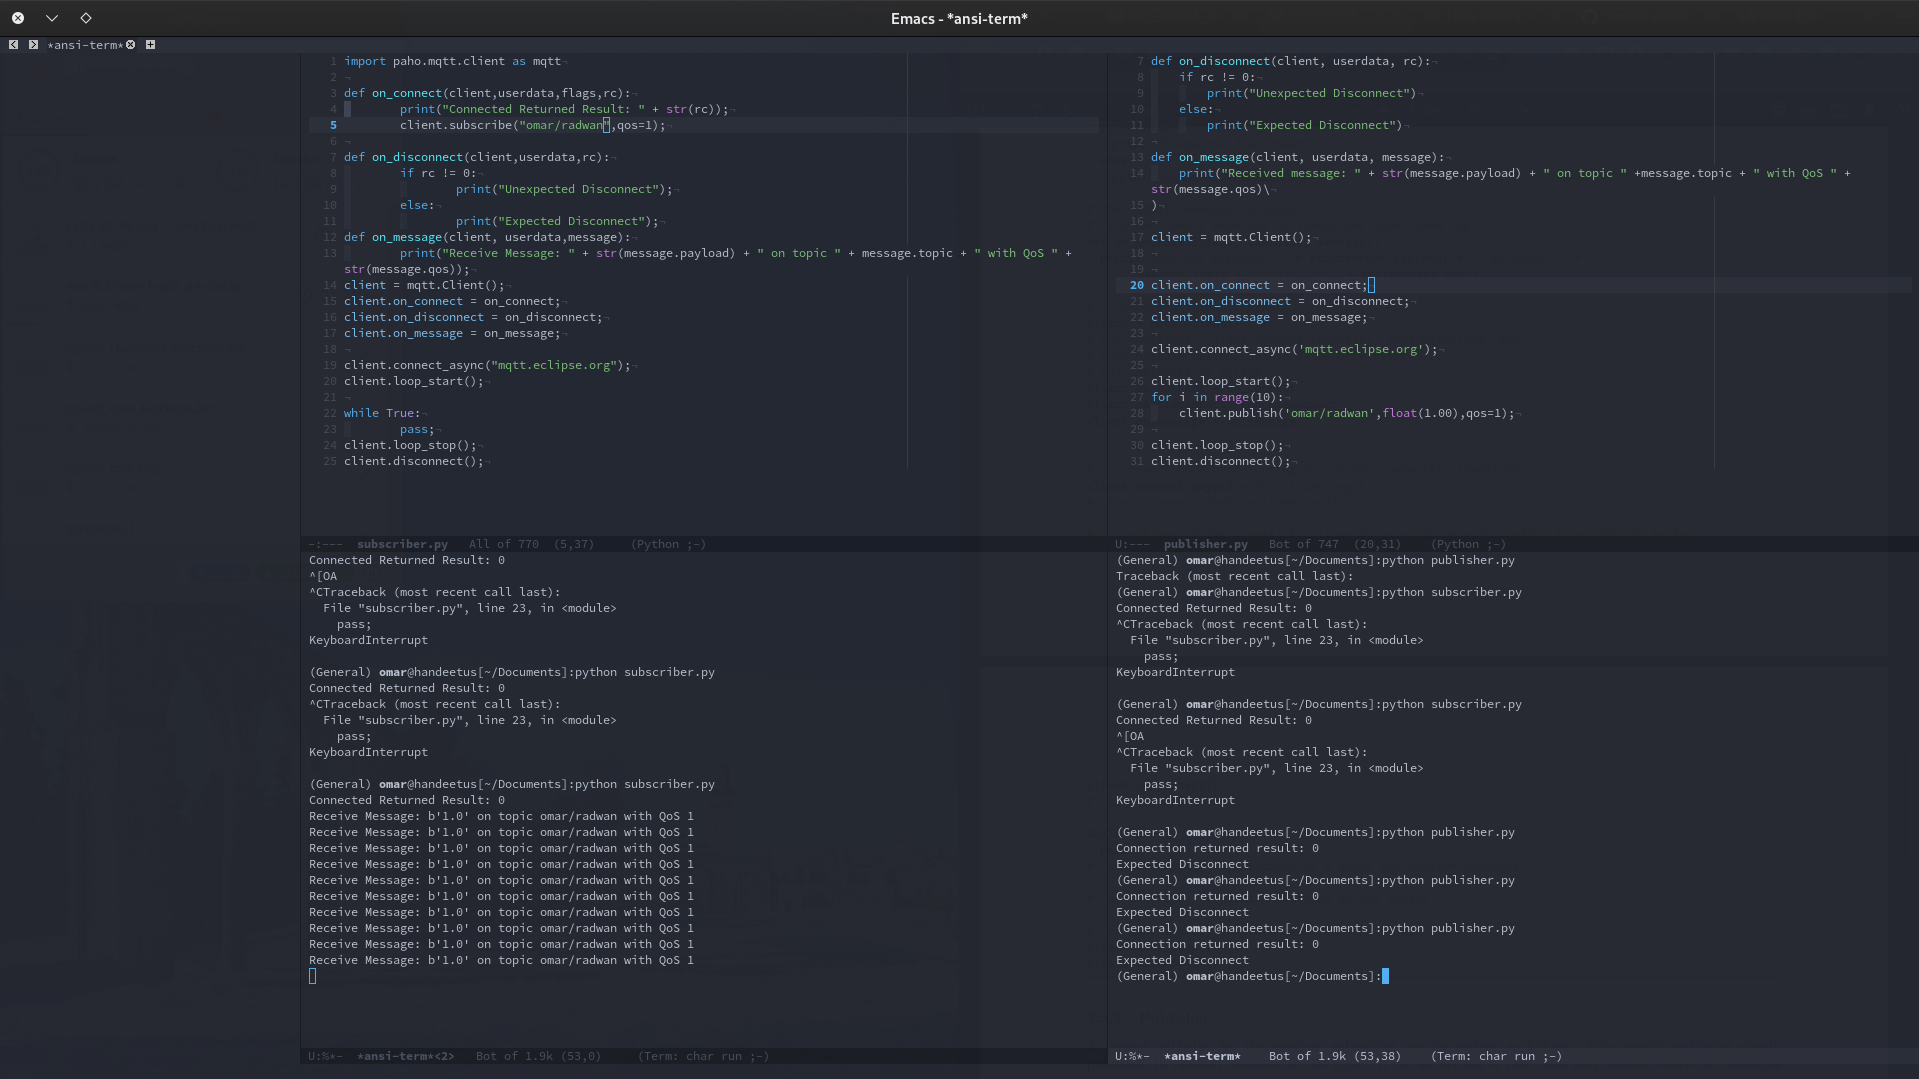 Emacs - *ansi-term*
*ansi-term*
1 import paho.mqtt.client as mqtt¬
2 ¬
3 def on_connect(client,userdata,flags,rc):¬
4 print("Connected Returned Result: " + str(rc));¬
5 client.subscribe("omar/radwan",qos=1);¬
6 ¬
7 def on_disconnect(client,userdata,rc):¬
8 if rc != 0:¬
9 print("Unexpected Disconnect");¬
10 else:¬
11 print("Expected Disconnect");¬
12 def on_message(client, userdata,message):¬
13 print("Receive Message: " + str(message.payload) + " on topic " + message.topic + " with QoS " +
str(message.qos));¬
14 client = mqtt.Client();¬
15 client.on_connect = on_connect;¬
16 client.on_disconnect = on_disconnect;¬
17 client.on_message = on_message;¬
18 ¬
19 client.connect_async("mqtt.eclipse.org");¬
20 client.loop_start();¬
21 ¬
22 while True:¬
23 pass;¬
24 client.loop_stop();¬
25 client.disconnect();¬
-:--- subscriber.py All of 770 (5,37) (Python ;-)
7 def on_disconnect(client, userdata, rc):¬
8 if rc != 0:¬
9 print("Unexpected Disconnect")¬
10 else:¬
11 print("Expected Disconnect")¬
12 ¬
13 def on_message(client, userdata, message):¬
14 print("Received message: " + str(message.payload) + " on topic " +message.topic + " with QoS " +
str(message.qos)\
15 )¬
16 ¬
17 client = mqtt.Client();¬
18 ¬
19 ¬
20 client.on_connect = on_connect;
21 client.on_disconnect = on_disconnect;¬
22 client.on_message = on_message;¬
23 ¬
24 client.connect_async('mqtt.eclipse.org');¬
25 ¬
26 client.loop_start();¬
27 for i in range(10):¬
28 client.publish('omar/radwan',float(1.00),qos=1);¬
29 ¬
30 client.loop_stop();¬
31 client.disconnect();¬
U:--- publisher.py Bot of 747 (20,31) (Python ;-)
Connected Returned Result: 0
^[OA
^CTraceback (most recent call last):
File "subscriber.py", line 23, in <module>
pass;
KeyboardInterrupt
(General) omar@handeetus[~/Documents]:python subscriber.py
Connected Returned Result: 0
^CTraceback (most recent call last):
File "subscriber.py", line 23, in <module>
pass;
KeyboardInterrupt
(General) omar@handeetus[~/Documents]:python subscriber.py
Connected Returned Result: 0
Receive Message: b'1.0' on topic omar/radwan with QoS 1
Receive Message: b'1.0' on topic omar/radwan with QoS 1
Receive Message: b'1.0' on topic omar/radwan with QoS 1
Receive Message: b'1.0' on topic omar/radwan with QoS 1
Receive Message: b'1.0' on topic omar/radwan with QoS 1
Receive Message: b'1.0' on topic omar/radwan with QoS 1
Receive Message: b'1.0' on topic omar/radwan with QoS 1
Receive Message: b'1.0' on topic omar/radwan with QoS 1
Receive Message: b'1.0' on topic omar/radwan with QoS 1
Receive Message: b'1.0' on topic omar/radwan with QoS 1
U:%*- *ansi-term*<2> Bot of 1.9k (53,0) (Term: char run ;-)
(General) omar@handeetus[~/Documents]:python publisher.py
Traceback (most recent call last):
(General) omar@handeetus[~/Documents]:python subscriber.py
Connected Returned Result: 0
^CTraceback (most recent call last):
File "subscriber.py", line 23, in <module>
pass;
KeyboardInterrupt
(General) omar@handeetus[~/Documents]:python subscriber.py
Connected Returned Result: 0
^[OA
^CTraceback (most recent call last):
File "subscriber.py", line 23, in <module>
pass;
KeyboardInterrupt
(General) omar@handeetus[~/Documents]:python publisher.py
Connection returned result: 0
Expected Disconnect
(General) omar@handeetus[~/Documents]:python publisher.py
Connection returned result: 0
Expected Disconnect
(General) omar@handeetus[~/Documents]:python publisher.py
Connection returned result: 0
Expected Disconnect
(General) omar@handeetus[~/Documents]:
U:%*- *ansi-term* Bot of 1.9k (53,38) (Term: char run ;-)